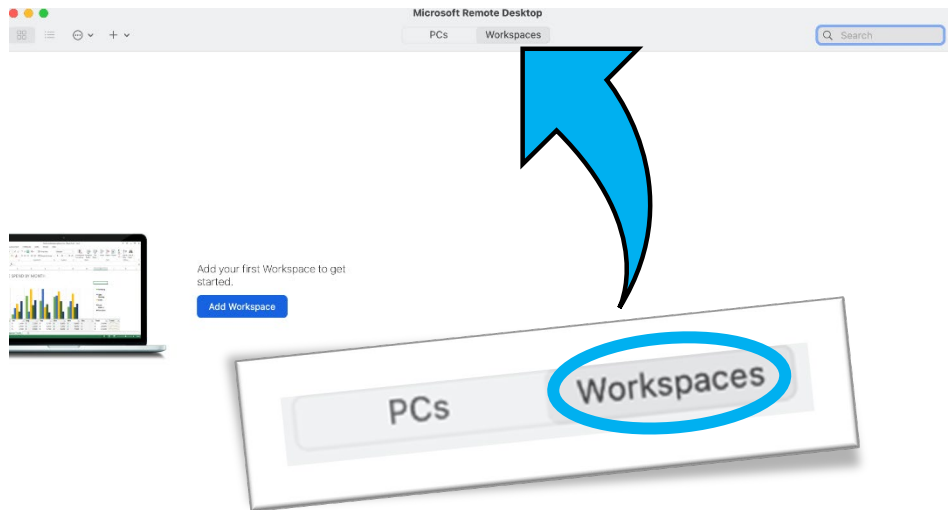 Microsoft Remote Desktop
PCs Workspaces
Search
Add your first Workspace to get
started.
Add Workspace
PCs Workspaces